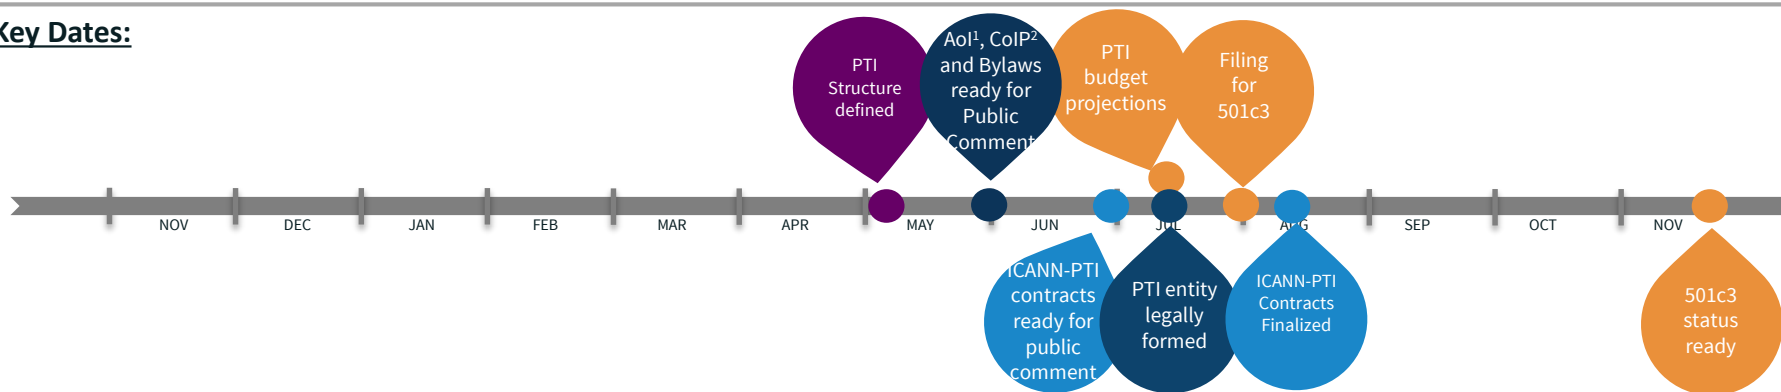 Key Dates:
PTI
Structure
defined
AoI¹, CoIP²
and Bylaws
ready for
Public
Comment
PTI
budget
projections
Filing
for
501c3
NOV DEC JAN FEB MAR APR MAY JUN JUL AUG SEP OCT NOV
ICANN-PTI
contracts
ready for
public
comment
PTI entity
legally
formed
ICANN-PTI
Contracts
Finalized
501c3
status
ready